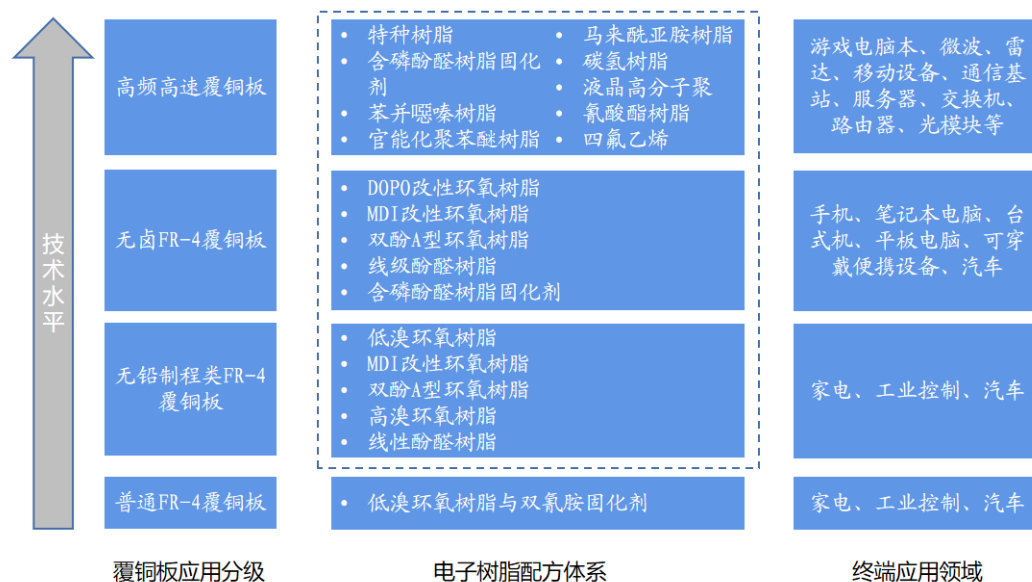 技术水平
高频高速覆铜板
• 特种树脂
• 含磷酚醛树脂固化
剂
• 苯并噁嗪树脂
• 官能化聚苯醚树脂
• 马来酰亚胺树脂
• 碳氢树脂
• 液晶高分子聚
• 氰酸酯树脂
• 四氟乙烯
游戏电脑本、微波、雷
达、移动设备、通信基
站、服务器、交换机、
路由器、光模块等
无卤FR-4覆铜板
• DOPO改性环氧树脂
• MDI改性环氧树脂
• 双酚A型环氧树脂
• 线级酚醛树脂
• 含磷酚醛树脂固化剂
手机、笔记本电脑、台
式机、平板电脑、可穿
戴便携设备、汽车
无铅制程类FR-4
覆铜板
• 低溴环氧树脂
• MDI改性环氧树脂
• 双酚A型环氧树脂
• 高溴环氧树脂
• 线性酚醛树脂
家电、工业控制、汽车
普通FR-4覆铜板
• 低溴环氧树脂与双氰胺固化剂
家电、工业控制、汽车
覆铜板应用分级
电子树脂配方体系
终端应用领域